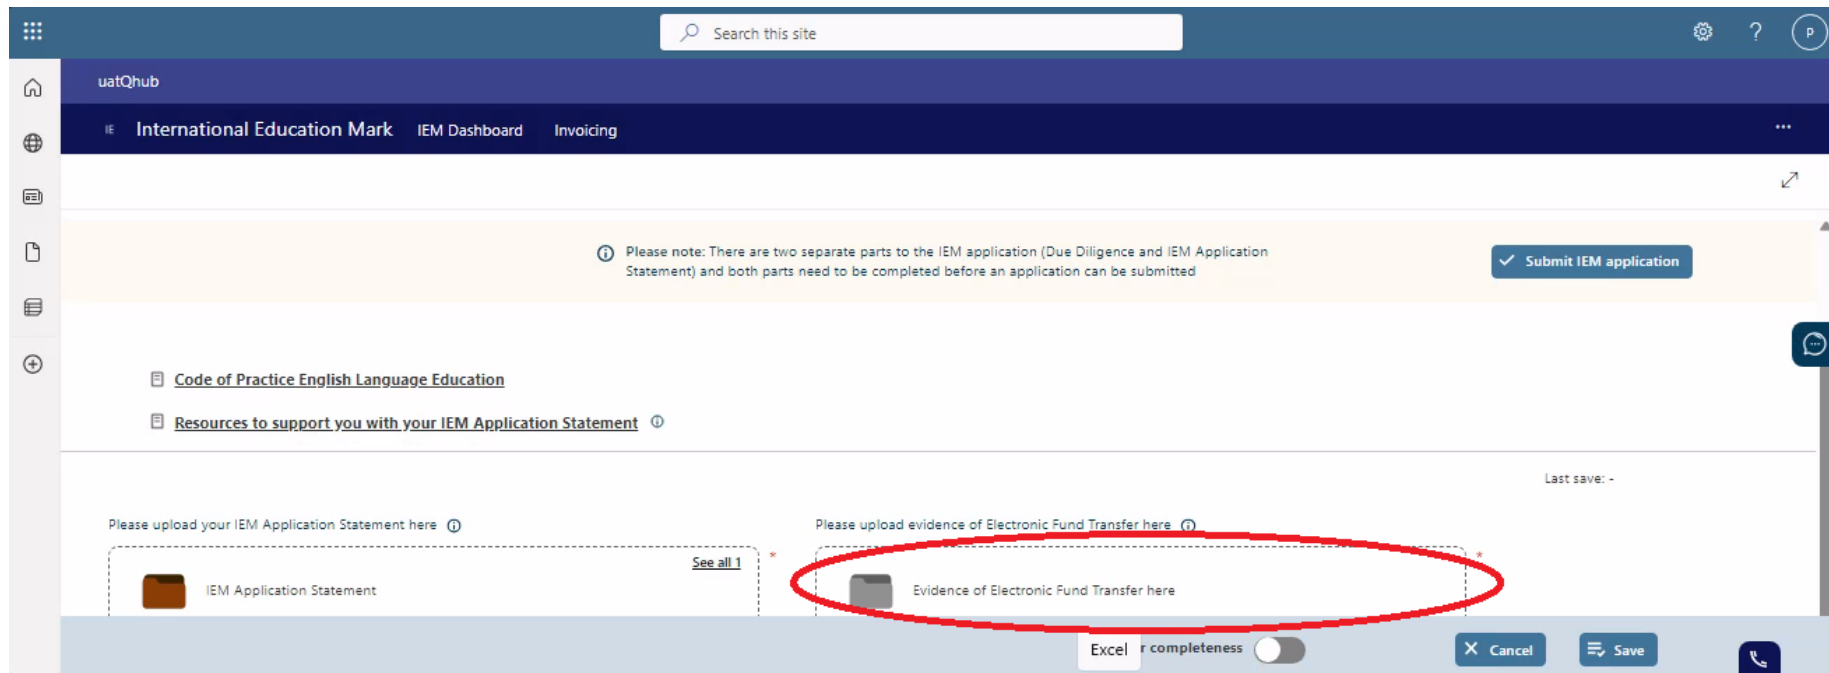 Search this site
?
P
uatQhub
IE International Education Mark IEM Dashboard Invoicing
Please note: There are two separate parts to the IEM application (Due Diligence and IEM Application
Statement) and both parts need to be completed before an application can be submitted
Submit IEM application
Code of Practice English Language Education
Resources to support you with your IEM Application Statement
Last save: -
Please upload your IEM Application Statement here
Please upload evidence of Electronic Fund Transfer here
See all 1
*
*
IEM Application Statement
Evidence of Electronic Fund Transfer here
Excel
r completeness
Cancel
Save